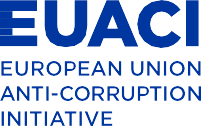 EUACI
EUROPEAN UNION
ANTI-CORRUPTION
INITIATIVE